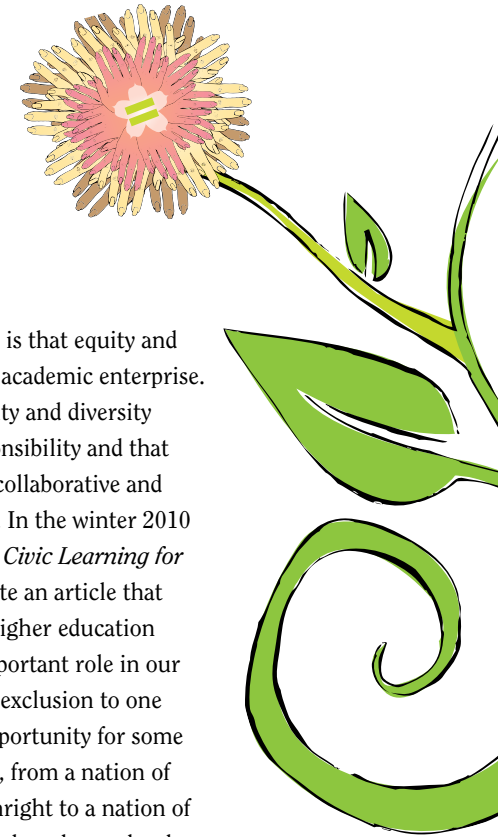 is that equity and
academic enterprise.
ty and diversity
nsibility and that
collaborative and
. In the winter 2010
Civic Learning for
te an article that
igher education
portant role in our
exclusion to one
portunity for some
, from a nation of
nright to a nation of